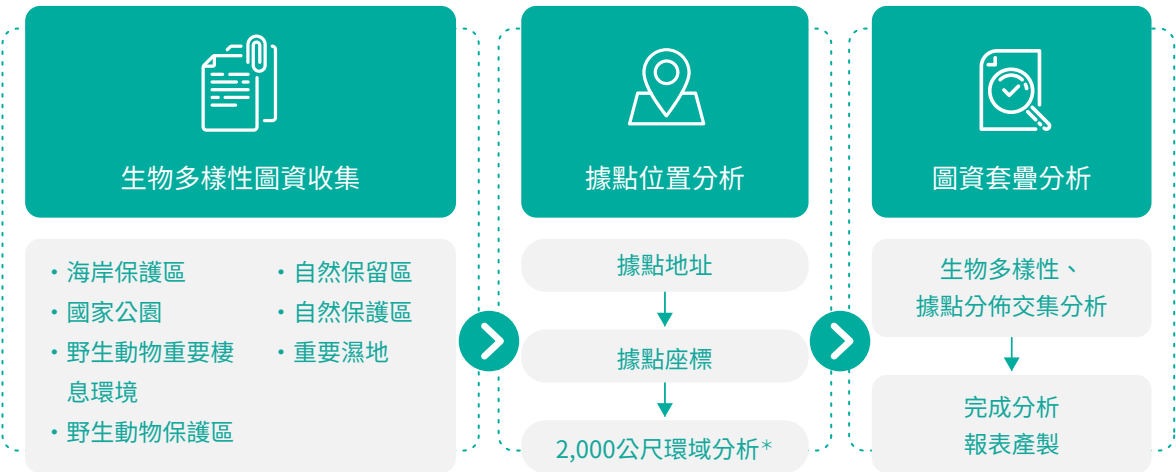 生物多樣性圖資收集
・海岸保護區
・國家公園
・野生動物重要棲
息環境
・野生動物保護區
・自然保留區
・自然保護區
・重要濕地
據點位置分析
據點地址
據點座標
2,000公尺環域分析*
圖資套疊分析
生物多樣性、
據點分佈交集分析
完成分析
報表產製